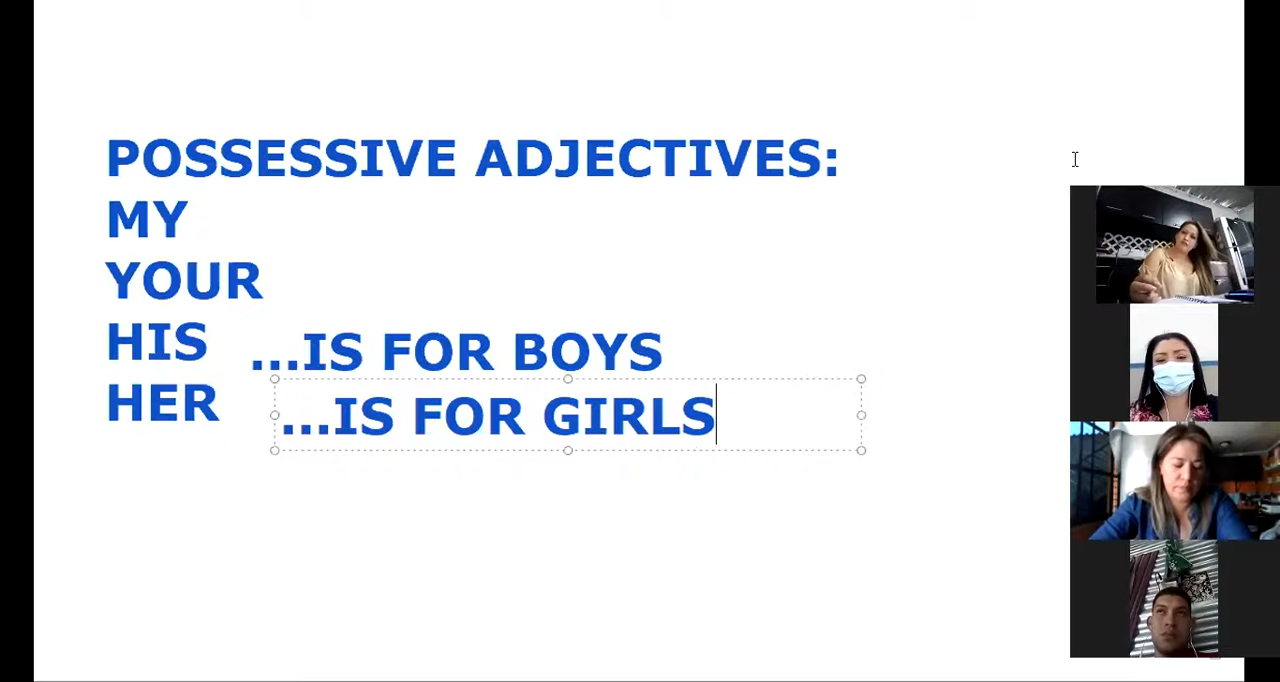 POSSESSIVE ADJECTIVES:
MY
YOUR
HIS ...IS FOR BOYS
HER ...IS FOR GIRLS